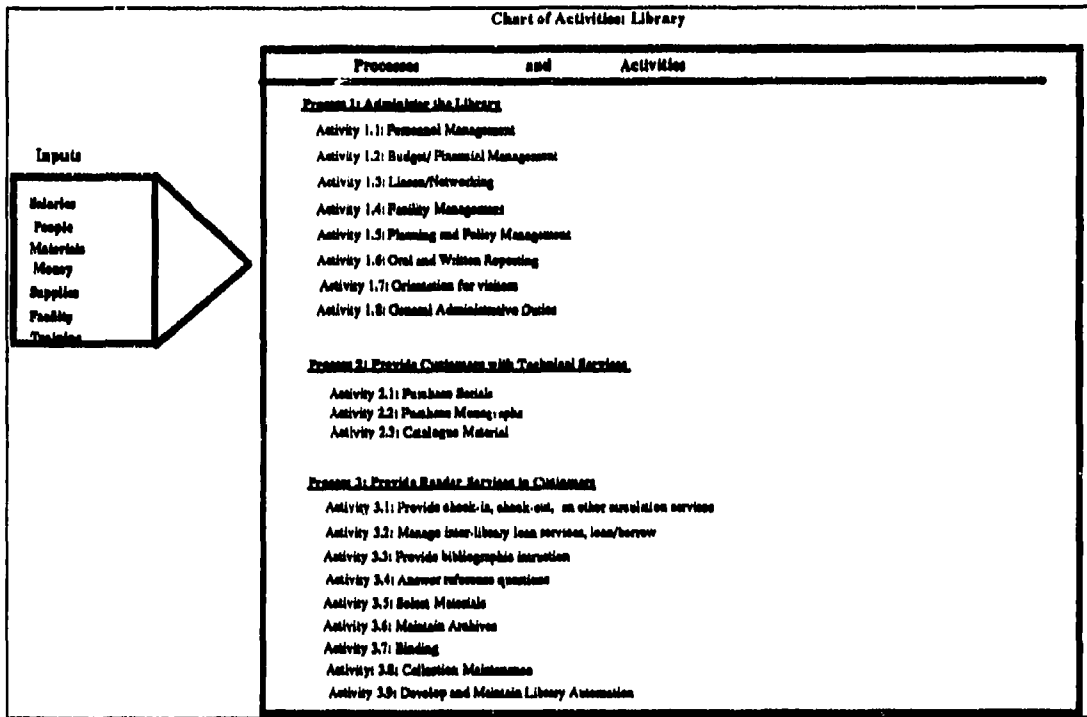 Chart of Activities: Library
Processes and Activities
Process 1: Administer the Library
Activity 1.1: Personnel Management
Activity 1.2: Budget/ Financial Management
Activity 1.3: Liason/Networking
Activity 1.4: Facility Management
Activity 1.5: Planning and Policy Management
Activity 1.6: Oral and Written Reporting
Activity 1.7: Orientation for visitors
Activity 1.8: General Administrative Duties
Inputs
Salaries
People
Materials
Money
Supplies
Facility
Training
Process 2: Provide Customers with Technical Services
Activity 2.1: Purchase Serials
Activity 2.2: Purchase Monographs
Activity 2.3: Catalogue Material
Process 3: Provide Reader Services to Customers
Activity 3.1: Provide check-in, check-out, on other circulation services
Activity 3.2: Manage inter-library loan services, loan/borrow
Activity 3.3: Provide bibliographic instruction
Activity 3.4: Answer reference questions
Activity 3.5: Select Materials
Activity 3.6: Maintain Archives
Activity 3.7: Binding
Activity: 3.8: Collection Maintenance
Activity 3.9: Develop and Maintain Library Automation